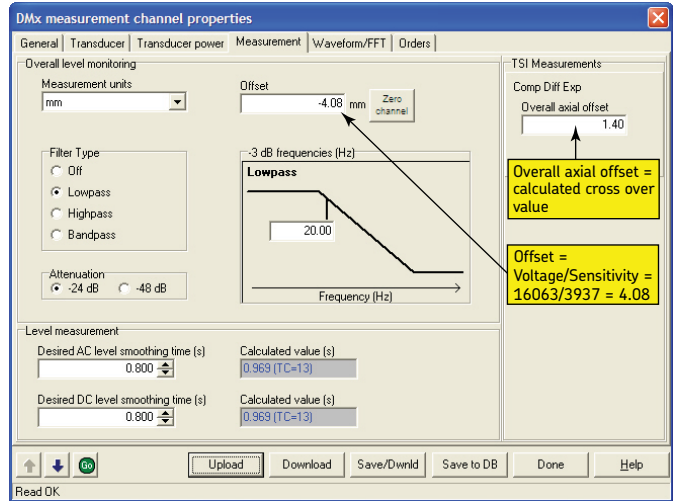 DMx measurement channel properties
General
Transducer
Transducer power
Measurement
Waveform/FFT
Orders
Overall level monitoring
Measurement units
mm
Offset
-4.08 mm
Zero
channel
Filter Type
Off
Lowpass
Highpass
Bandpass
Attenuation
-24 dB
-48 dB
-3 dB frequencies (Hz)
Lowpass
20.00
Frequency (Hz)
TSI Measurements
Comp Diff Exp
Overall axial offset
1.40
Overall axial offset =
calculated cross over
value
Offset =
Voltage/Sensitivity =
16063/3937 = 4.08
Level measurement
Desired AC level smoothing time (s)
0.800
Calculated value (s)
0.969 (TC=13)
Desired DC level smoothing time (s)
0.800
Calculated value (s)
0.969 (TC=13)
Go
Upload
Download
Save/Dwnld
Save to DB
Done
Help
Read OK